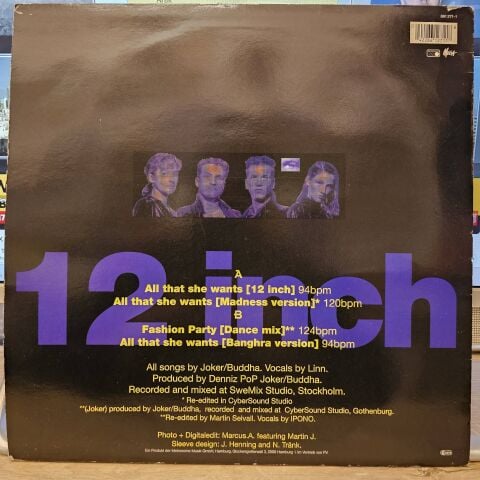 12 inch
A
All that she wants [12 inch] 94bpm
All that she wants [Madness version]* 120bpm
B
Fashion Party [Dance mix]** 124bpm
All that she wants [Banghra version] 94bpm
All songs by Joker/Buddha. Vocals by Linn.
Produced by Denniz PoP Joker/Buddha.
Recorded and mixed at SweMix Studio, Stockholm.
* Re-edited in CyberSound Studio
**(Joker) produced by Joker/Buddha, recorded and mixed at CyberSound Studio, Gothenburg.
**Re-edited by Martin Seivall. Vocals by IPONO.
Photo + Digitaledit: Marcus.A. featuring Martin J.
Sleeve design: J. Henning and N. Tränk.